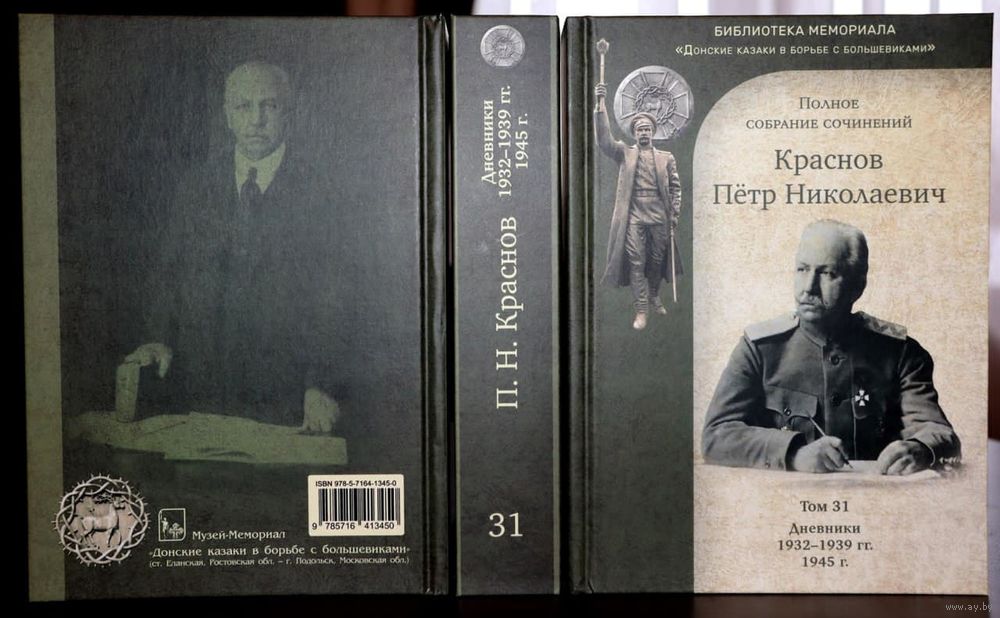 ISBN 978-5-7164-1345-0
9 785716 413450
Музей-Мемориал
«Донские казаки в борьбе с большевиками»
(ст. Еланская, Ростовская обл. – г. Подольск, Московская обл.)
Дневники
1932–1939 гг.
1945 г.
П. Н. Краснов
31
БИБЛИОТЕКА МЕМОРИАЛА
«Донские казаки в борьбе с большевиками»
Полное
собрание сочинений
Краснов
Пётр Николаевич
Том 31
Дневники
1932–1939 гг.
1945 г.
www.ay.by